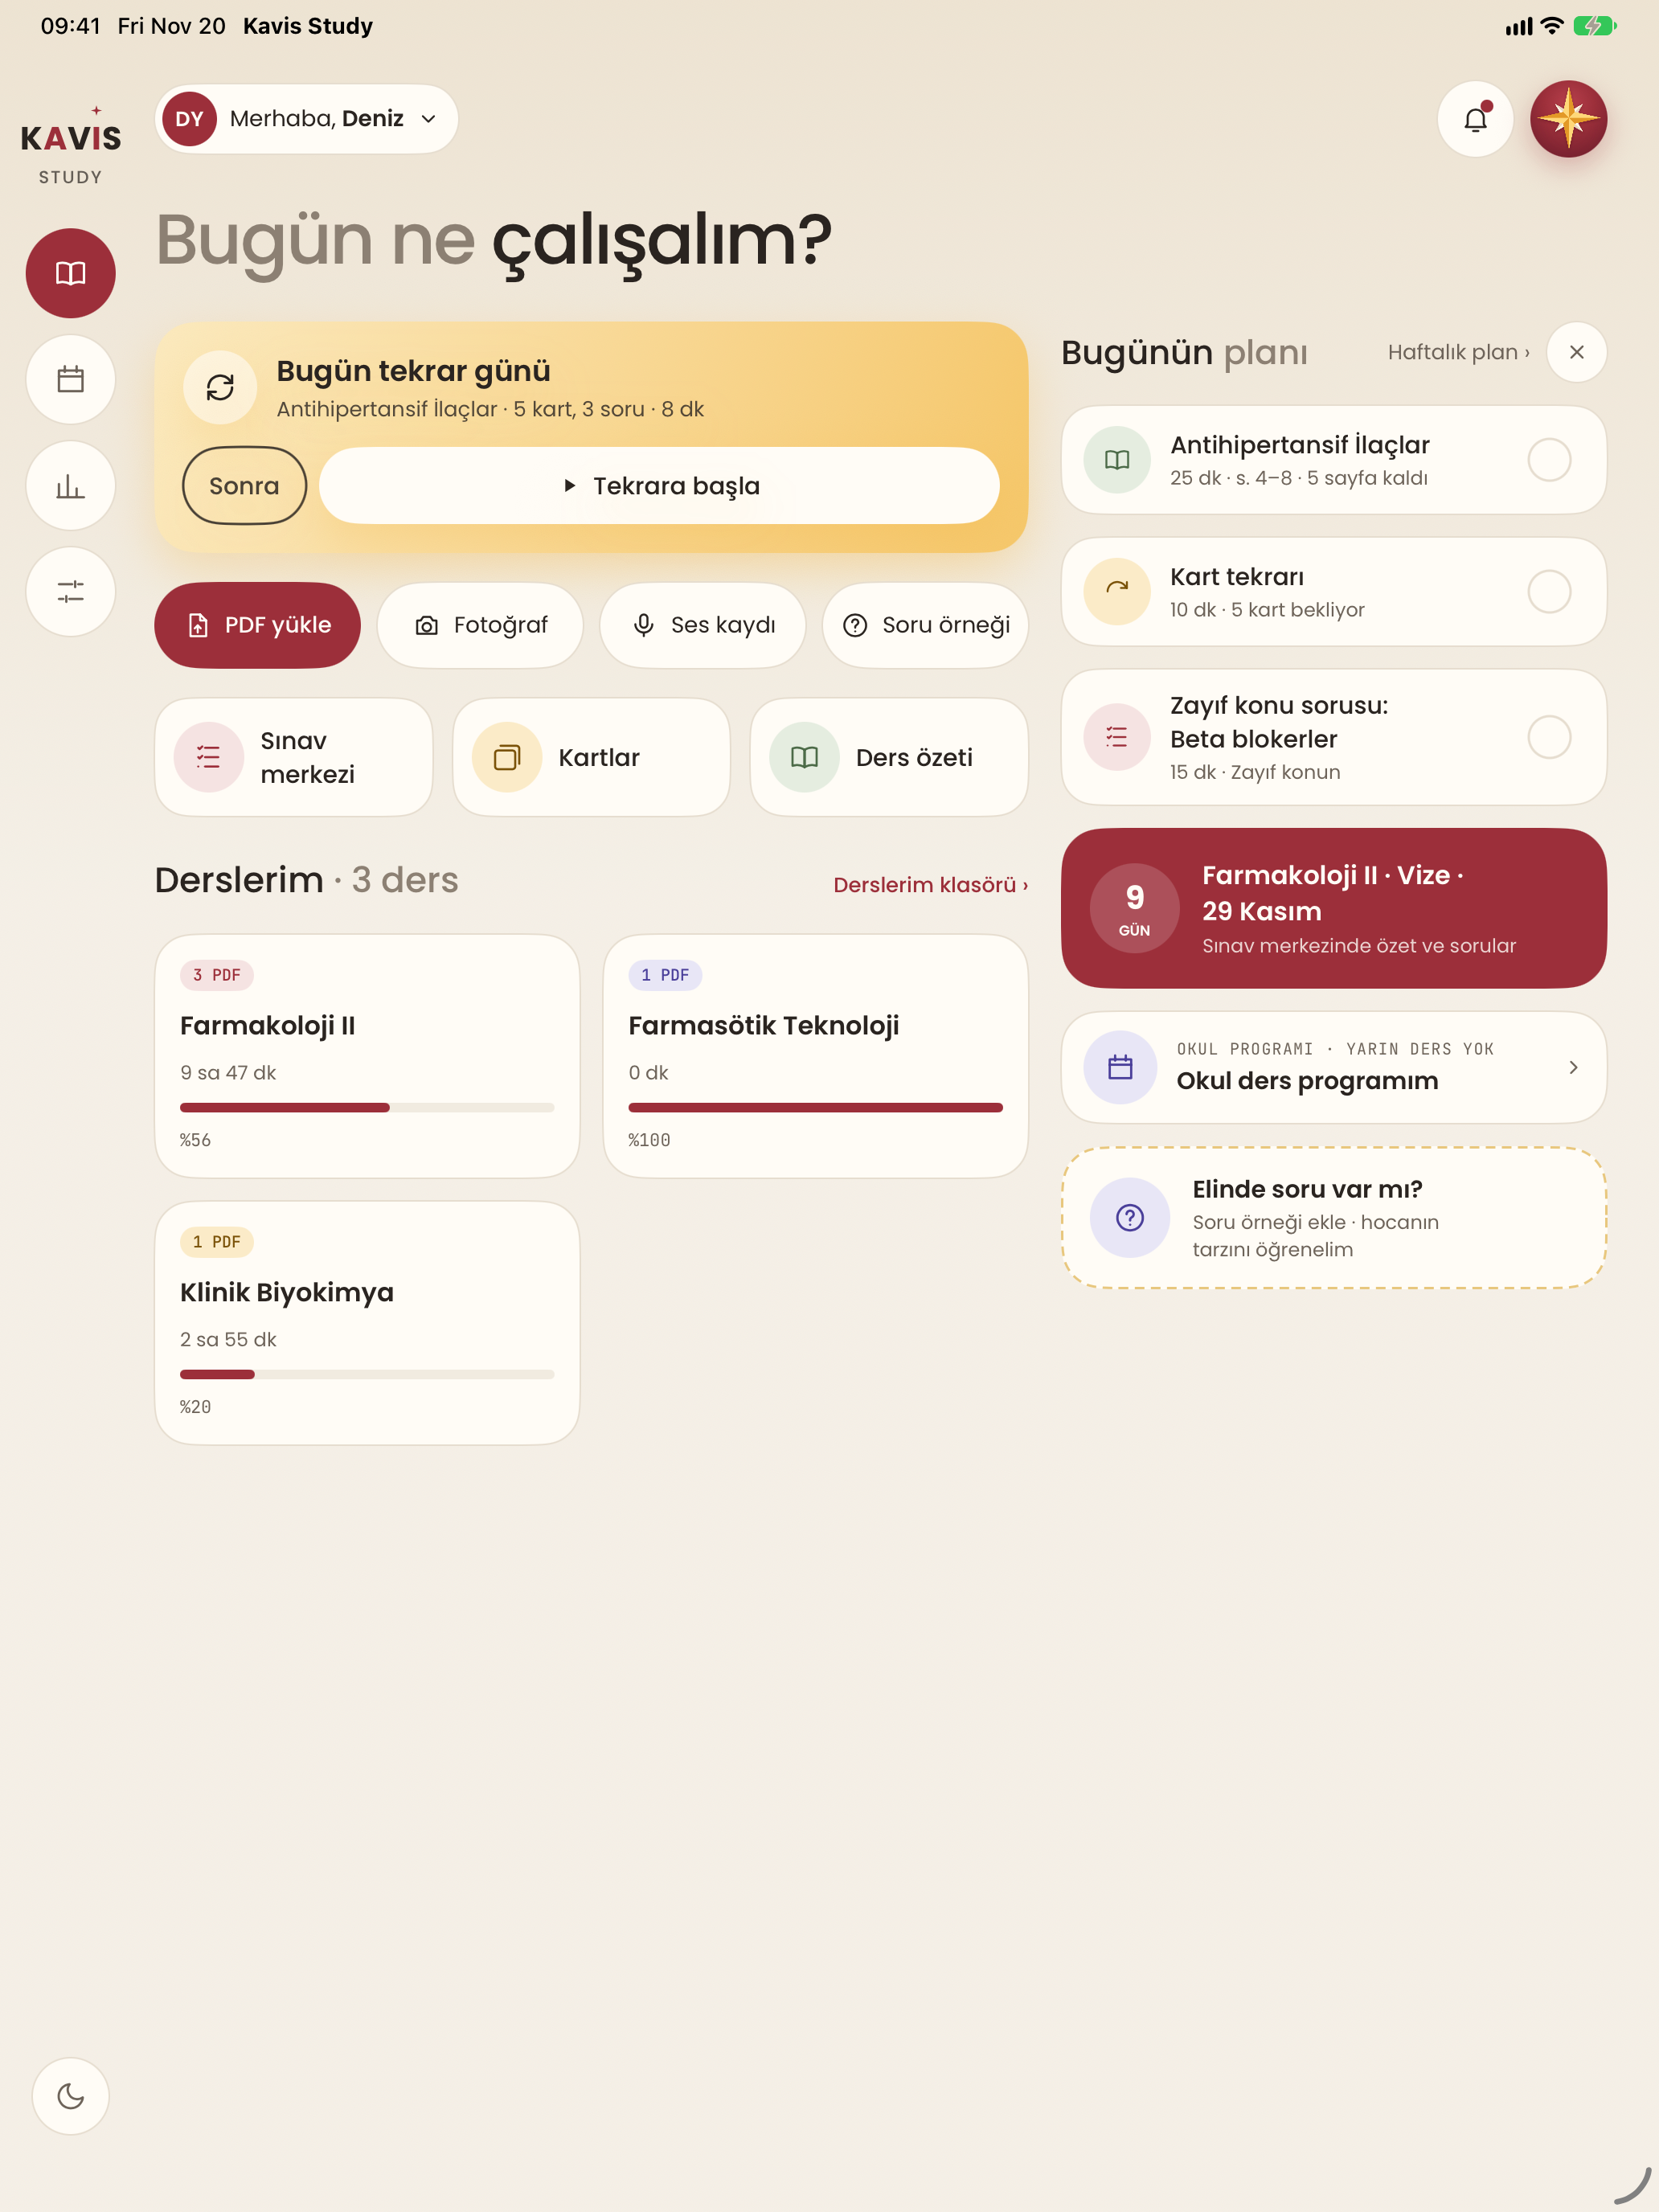 09:41 Fri Nov 20 Kavis Study
KAVIS
STUDY
DY Merhaba, Deniz
Bugün ne çalışalım?
Bugün tekrar günü
Antihipertansif İlaçlar · 5 kart, 3 soru · 8 dk
Sonra
Tekrara başla
PDF yükle
Fotoğraf
Ses kaydı
Soru örneği
Sınav
merkezi
Kartlar
Ders özeti
Derslerim · 3 ders
Derslerim klasörü ›
3 PDF
Farmakoloji II
9 sa 47 dk
%56
1 PDF
Farmasötik Teknoloji
0 dk
%100
1 PDF
Klinik Biyokimya
2 sa 55 dk
%20
Bugünün planı
Haftalık plan ›
Antihipertansif İlaçlar
25 dk · s. 4–8 · 5 sayfa kaldı
Kart tekrarı
10 dk · 5 kart bekliyor
Zayıf konu sorusu:
Beta blokerler
15 dk · Zayıf konun
9
GÜN
Farmakoloji II · Vize ·
29 Kasım
Sınav merkezinde özet ve sorular
OKUL PROGRAMI · YARIN DERS YOK
Okul ders programım
Elinde soru var mı?
Soru örneği ekle · hocanın
tarzını öğrenelim